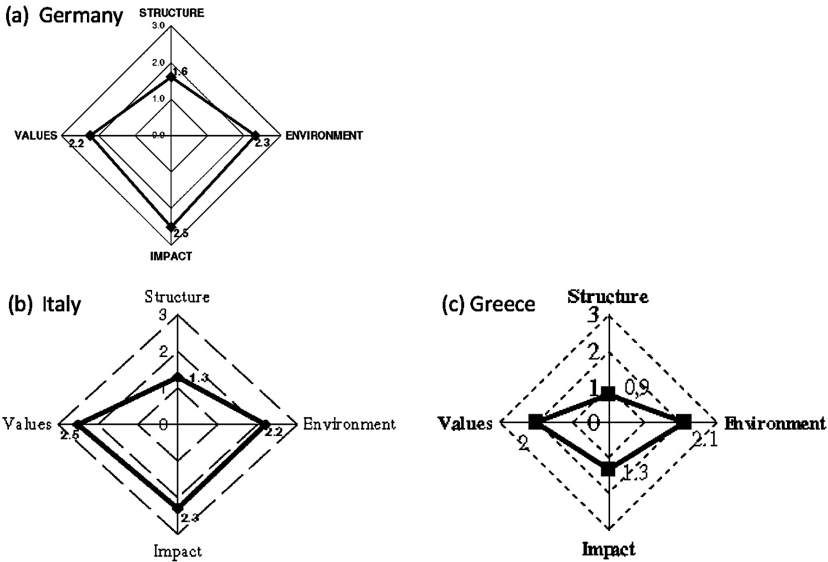 (a) Germany
STRUCTURE
3.0
2.0
1.6
1.0
VALUES
0.0
ENVIRONMENT
2.2
2.3
2.5
IMPACT
(b) Italy
Structure
3
2
1.3
1
Values
0
Environment
2.5
2.2
2.3
Impact
(c) Greece
Structure
3
2
1
0,9
Values
0
Environment
2
2.1
1.3
Impact